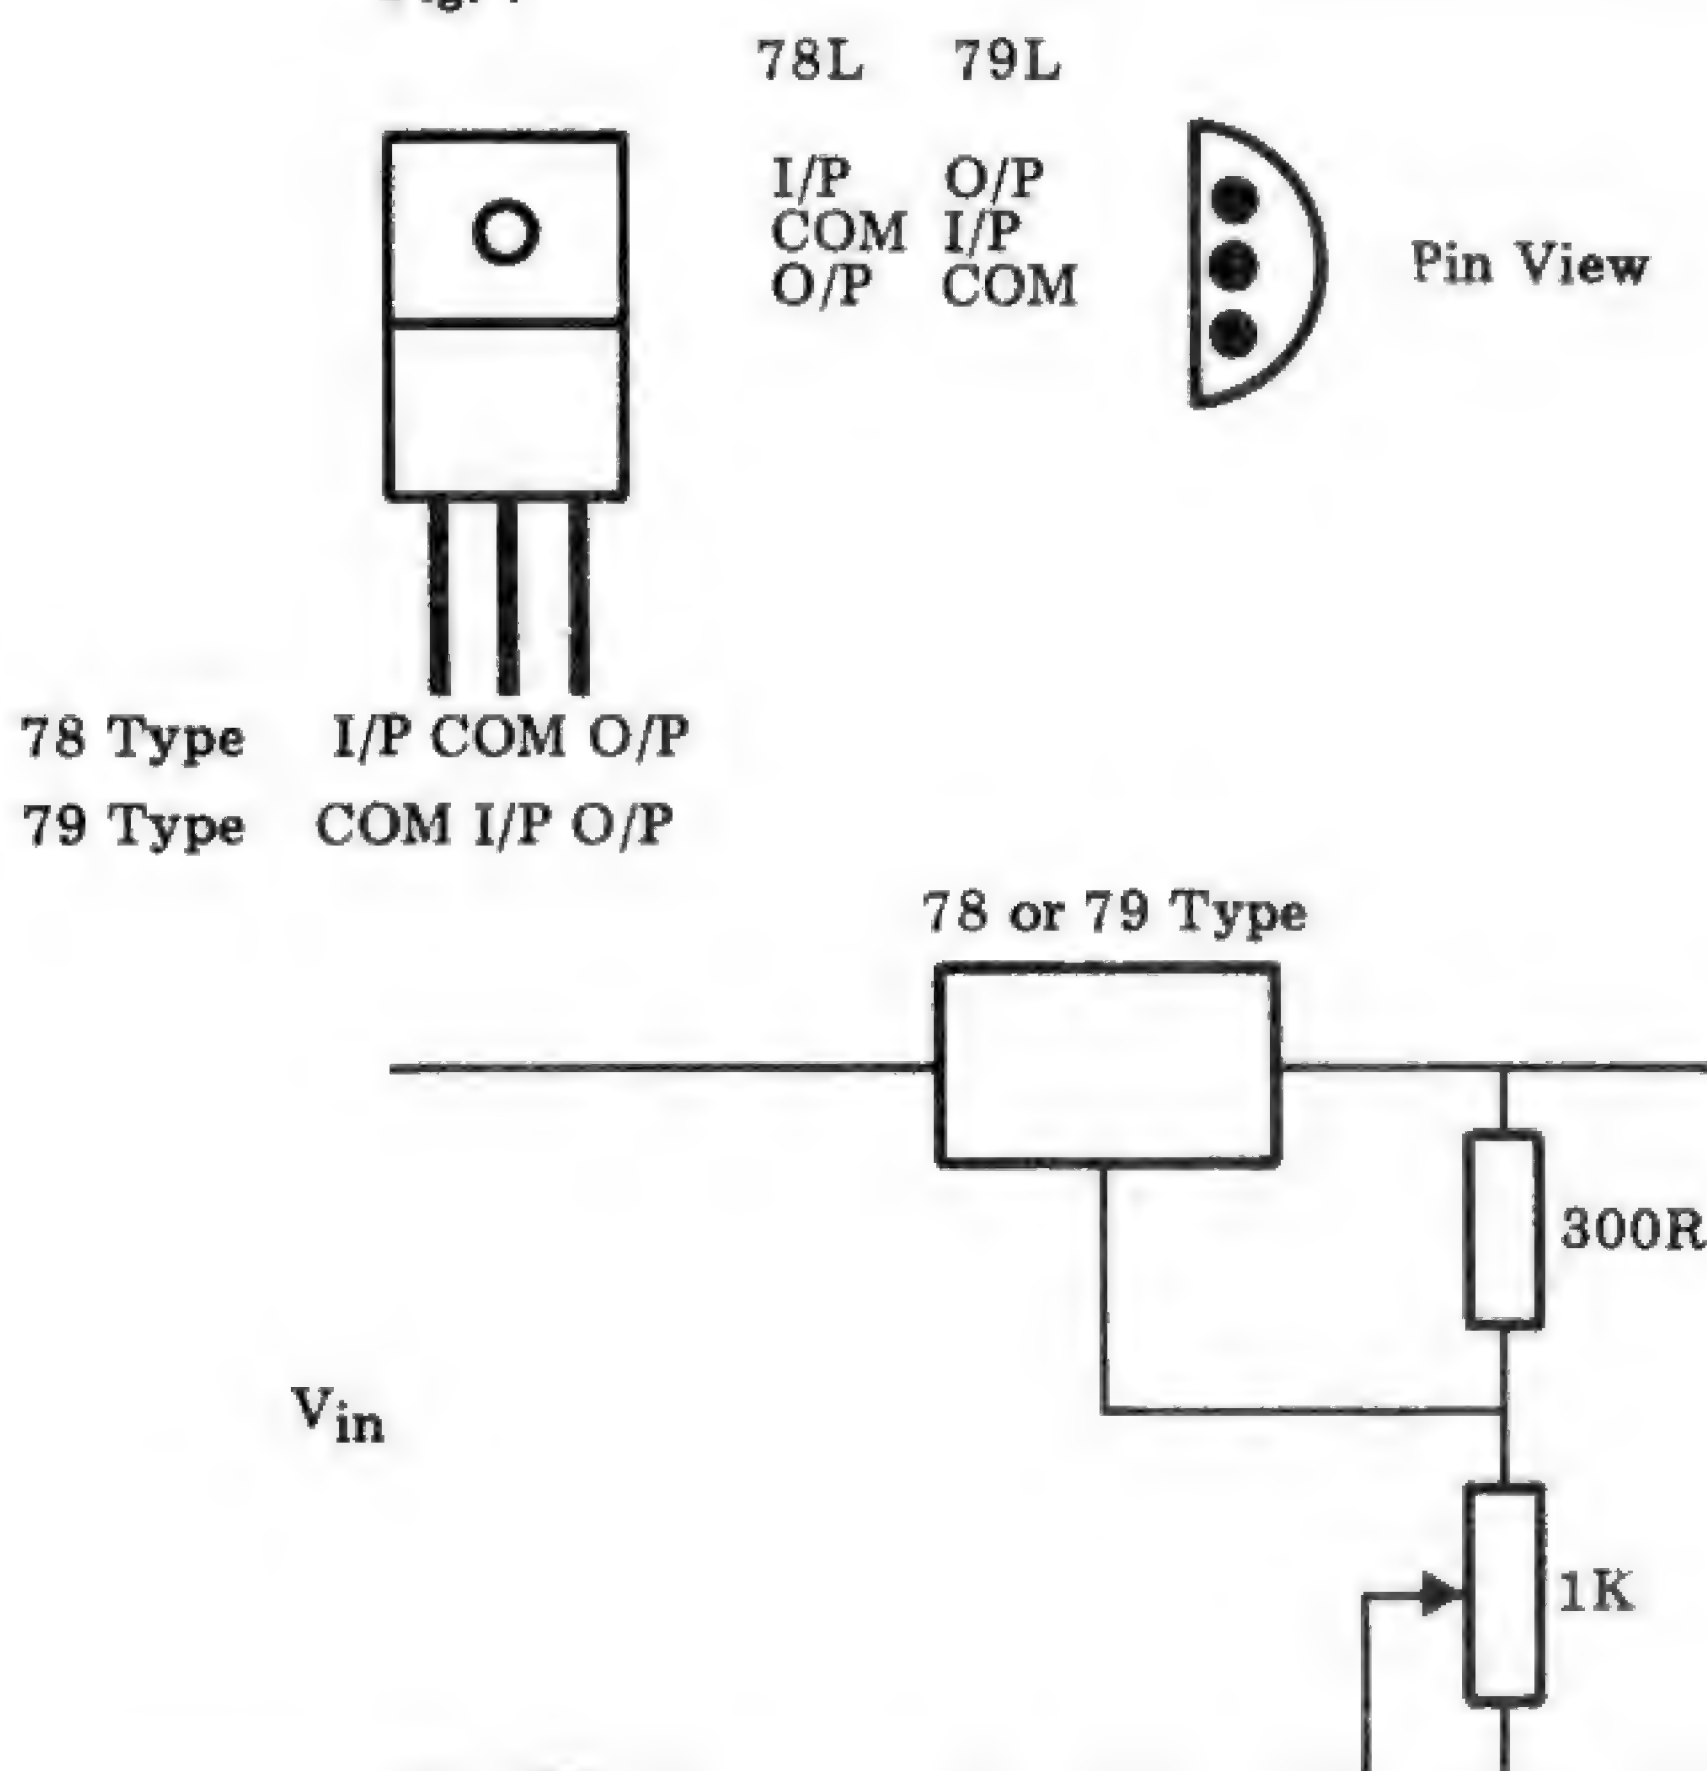 78L 79L
I/P O/P
COM I/P
O/P COM
Pin View
78 Type I/P COM O/P
79 Type COM I/P O/P
78 or 79 Type
300R
Vin
1K